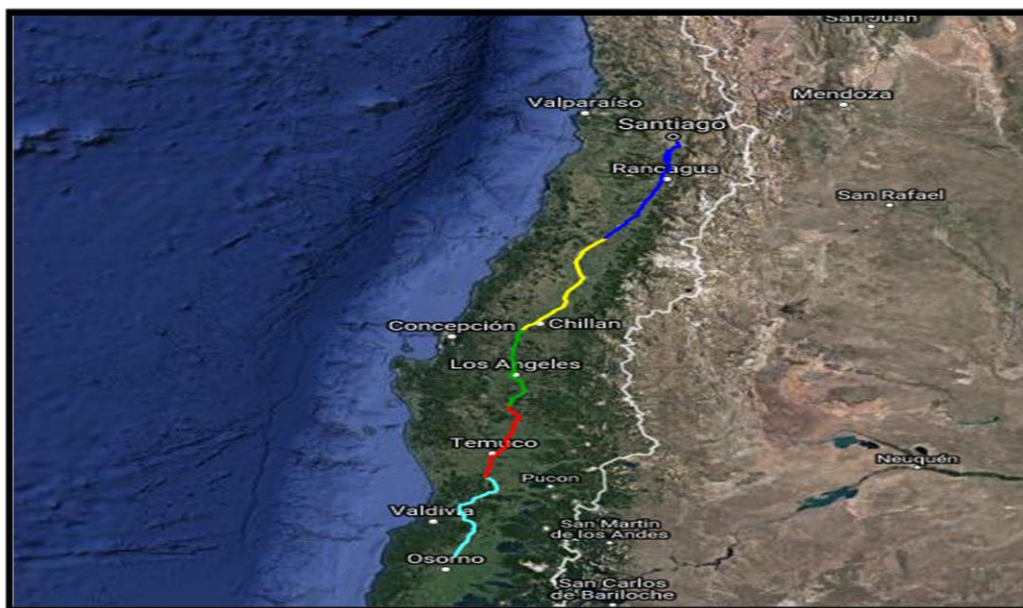 San Juan
Mendoza
Valparaíso
Santiago
Rancagua
San Rafael
Concepción
Chillan
Los Angeles
Temuco
Neuquén
Pucon
Valdivia
San Martin
de los Andes
Osorno
San Carlos
de Bariloche